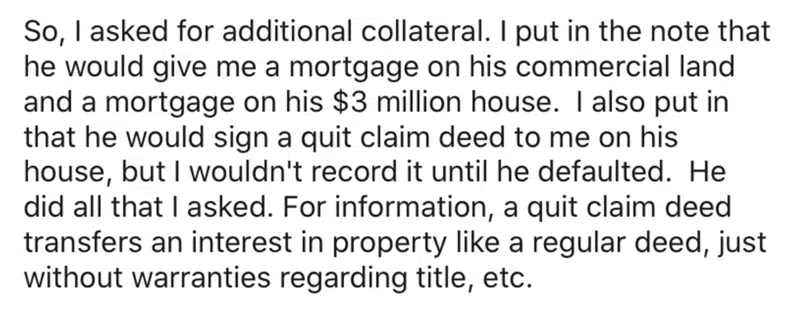 So, I asked for additional collateral. I put in the note that
he would give me a mortgage on his commercial land
and a mortgage on his $3 million house.  I also put in
that he would sign a quit claim deed to me on his
house, but I wouldn't record it until he defaulted.  He
did all that I asked. For information, a quit claim deed
transfers an interest in property like a regular deed, just
without warranties regarding title, etc.